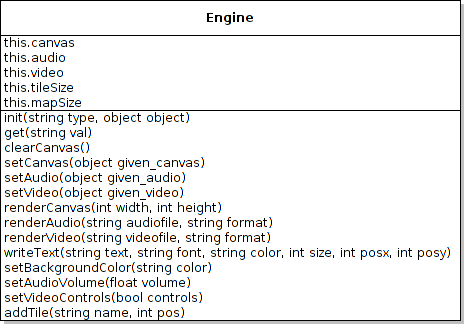 Engine
this.canvas
this.audio
this.video
this.tileSize
this.mapSize
init(string type, object object)
get(string val)
clearCanvas()
setCanvas(object given_canvas)
setAudio(object given_audio)
setVideo(object given_video)
renderCanvas(int width, int height)
renderAudio(string audiofile, string format)
renderVideo(string videofile, string format)
writeText(string text, string font, string color, int size, int posx, int posy)
setBackgroundColor(string color)
setAudioVolume(float volume)
setVideoControls(bool controls)
addTile(string name, int pos)